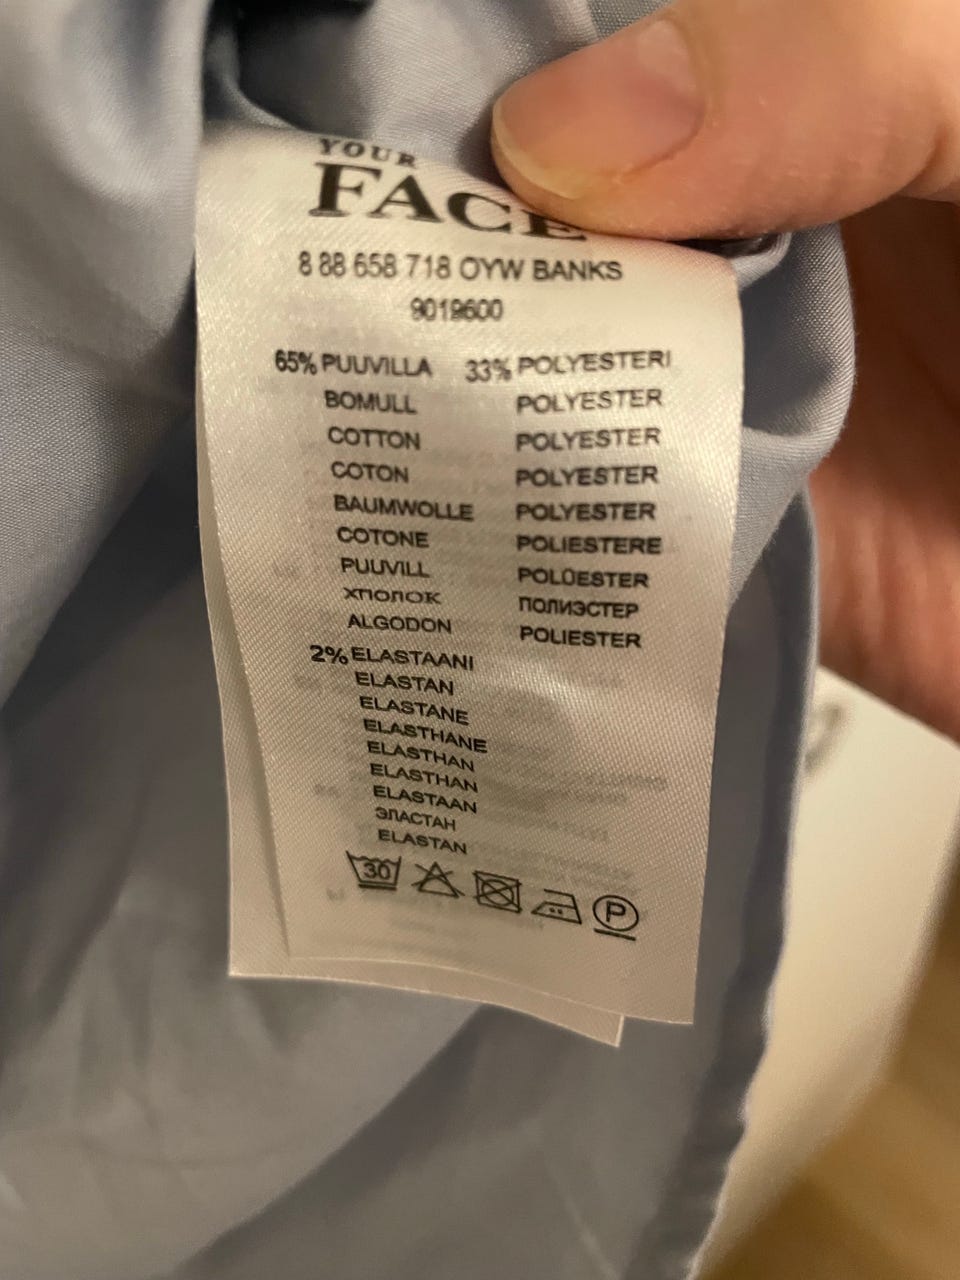 YOUR
FACE
8 88 658 718 OYW BANKS
9019600
65% PUUVILLA 33% POLYESTERI
BOMULL POLYESTER
COTTON POLYESTER
COTON POLYESTER
BAUMWOLLE POLYESTER
COTONE POLIESTERE
PUUVILL POLÜESTER
ХΠΟΠΟΚ ПОЛИЭСТЕР
ALGODON POLIESTER
2% ELASTAANI
ELASTAN
ELASTANE
ELASTHANE
ELASTHAN
ELASTHAN
ELASTAAN
ЭЛАСТАН
ELASTAN
30 P